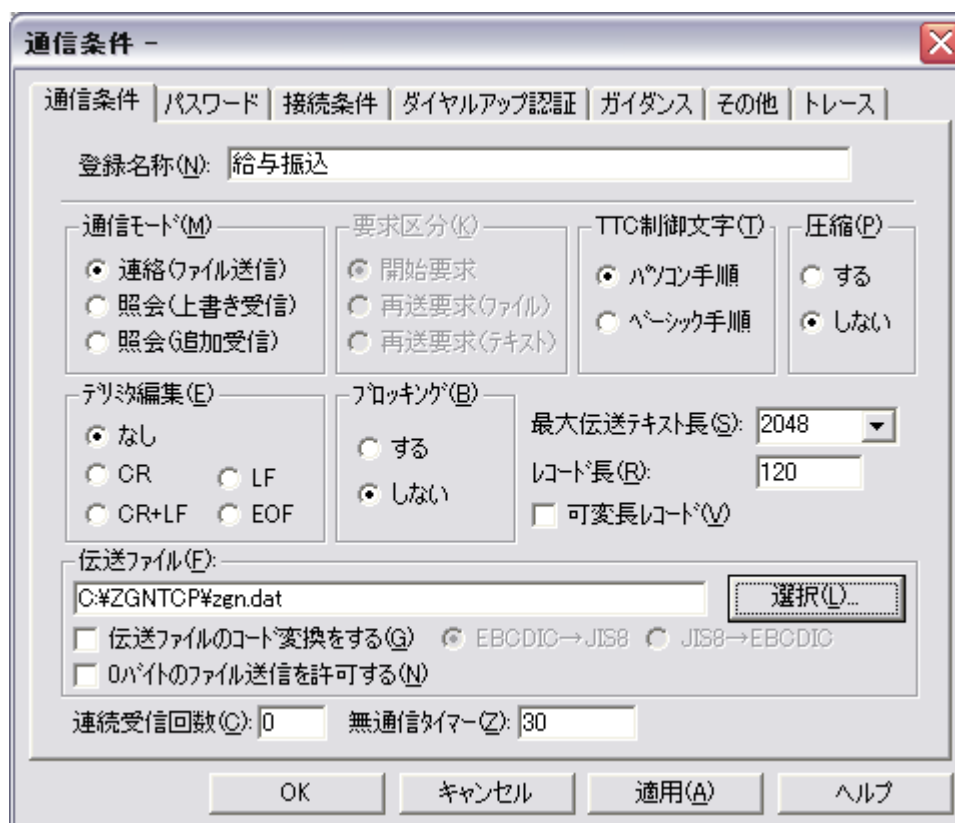 通信条件 -
通信条件 パスワード 接続条件 ダイヤルアップ認証 ガイダンス その他 トレース
登録名称(N): 給与振込
通信モード(M)
連絡(ファイル送信)
照会(上書き受信)
照会(追加受信)
要求区分(K)
開始要求
再送要求(ファイル)
再送要求(テキスト)
TTC制御文字(T)
パソコン手順
ベーシック手順
圧縮(P)
する
しない
デリミタ編集(E)
なし
CR LF
CR+LF EOF
ブロッキング(B)
する
しない
最大伝送テキスト長(S): 2048
レコード長(R): 120
可変長レコード(V)
伝送ファイル(F):
C:¥ZGNTCP¥zgn.dat 選択(L)...
伝送ファイルのコード変換をする(G) EBCDIC→JIS8 JIS8→EBCDIC
0バイトのファイル送信を許可する(N)
連続受信回数(C): 0 無通信タイマー(Z): 30
OK キャンセル 適用(A) ヘルプ